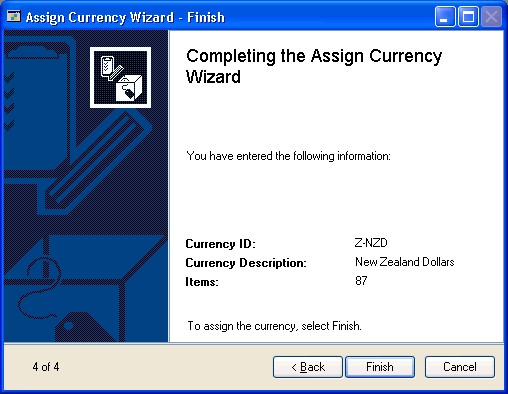 Assign Currency Wizard - Finish
Completing the Assign Currency
Wizard
You have entered the following information:
Currency ID: Z-NZD
Currency Description: New Zealand Dollars
Items: 87
To assign the currency, select Finish.
4 of 4 < Back Finish Cancel